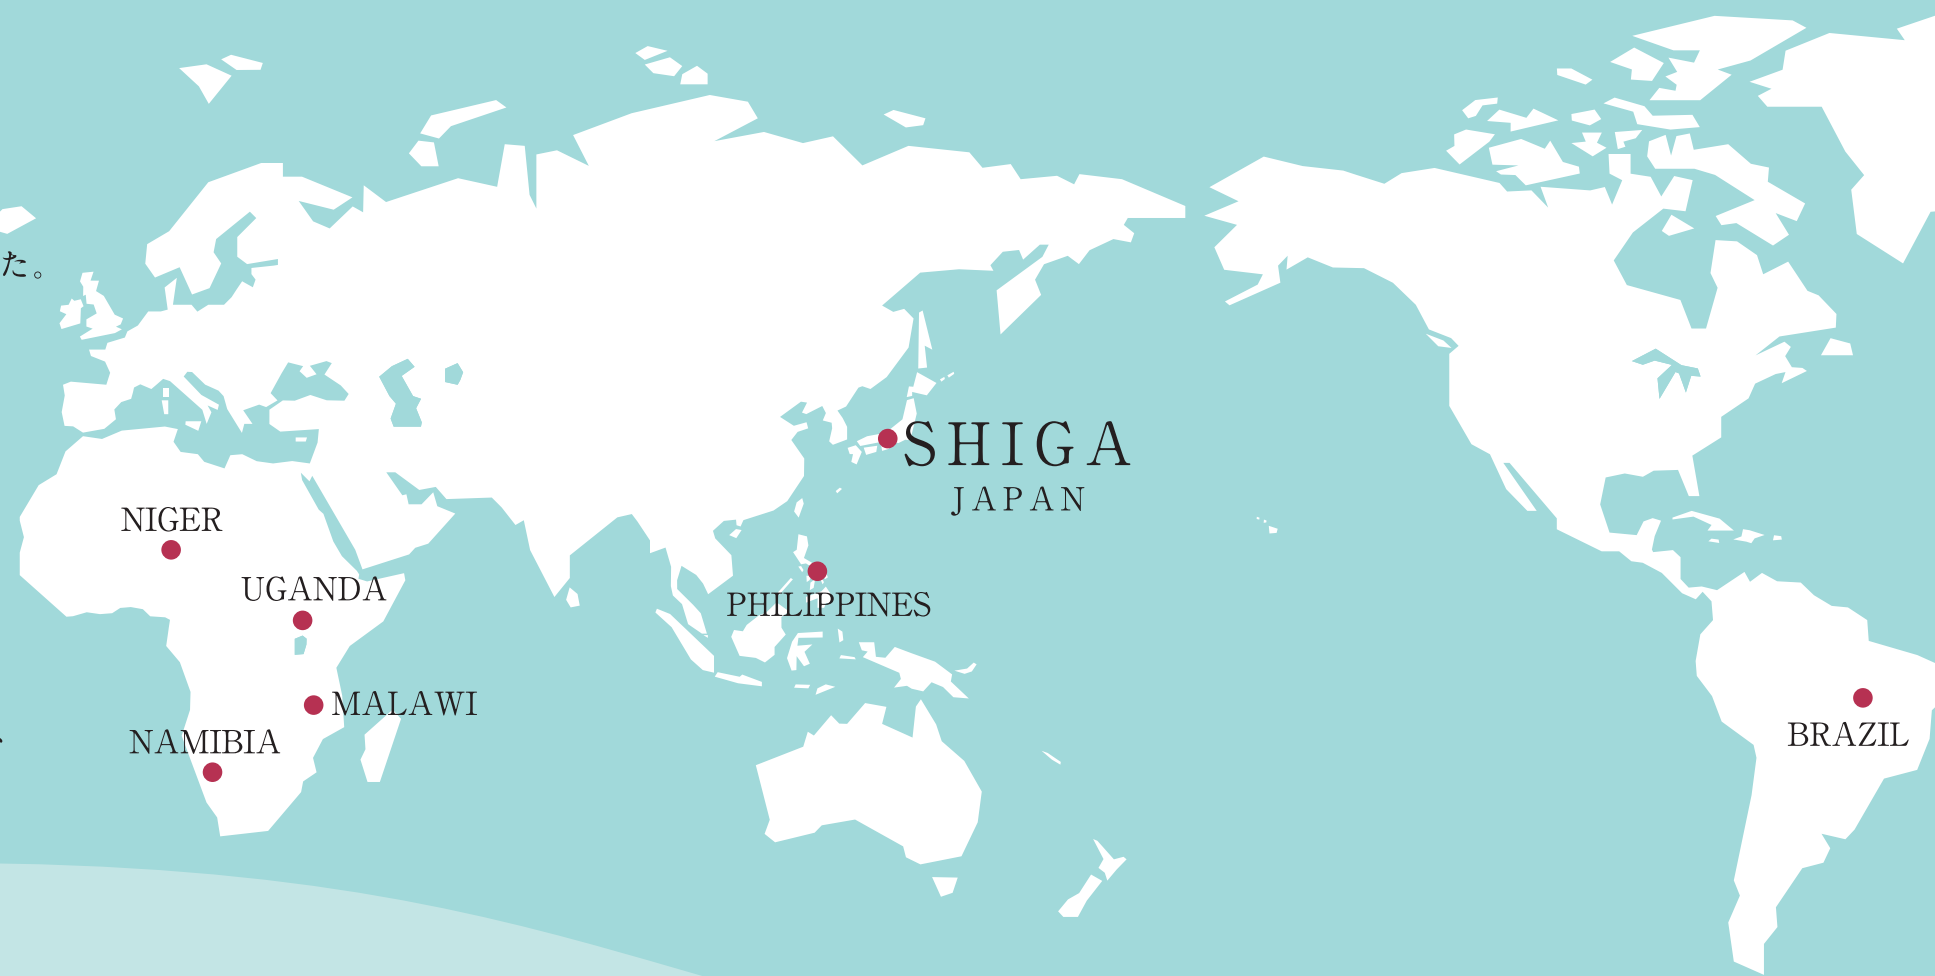 た。
SHIGA
JAPAN
NIGER
UGANDA
PHILIPPINES
MALAWI
BRAZIL
NAMIBIA